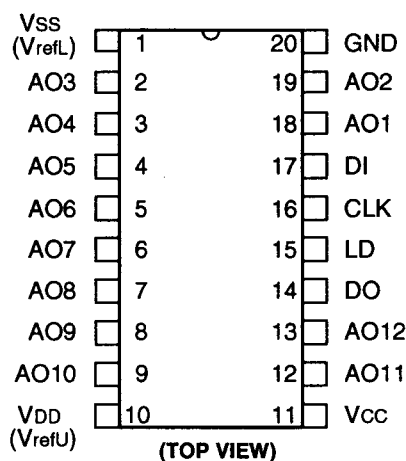 VSS 1 20 GND
(VrefL)
AO3 2 19 AO2
AO4 3 18 AO1
AO5 4 17 DI
AO6 5 16 CLK
AO7 6 15 LD
AO8 7 14 DO
AO9 8 13 AO12
AO10 9 12 AO11
VDD 10 11 VCC
(VrefU)
(TOP VIEW)